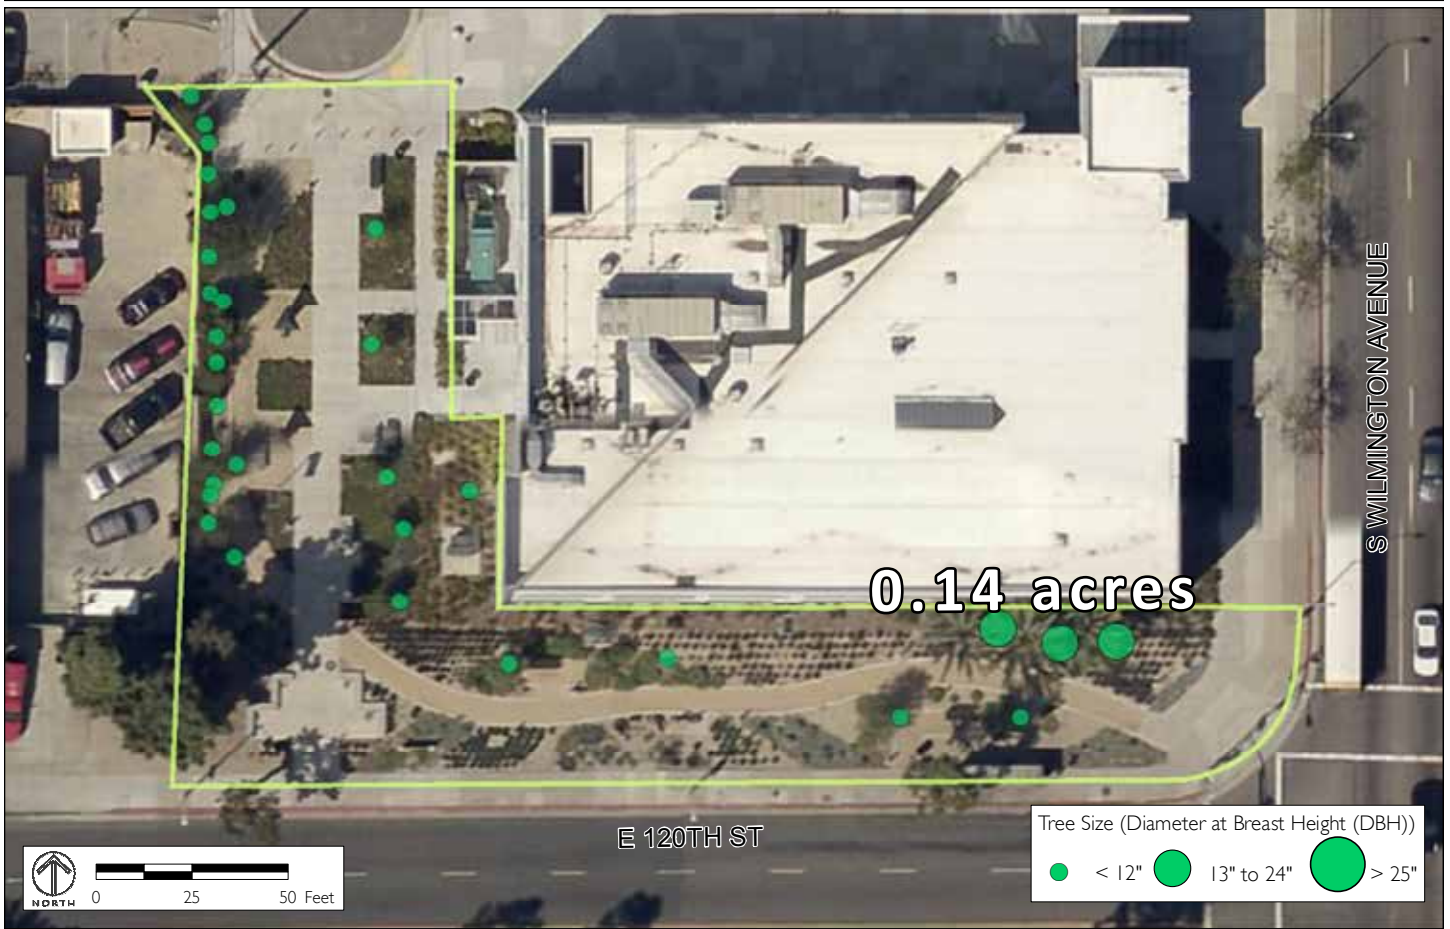 S WILMINGTON AVENUE
0.14 acres
E 120TH ST
Tree Size (Diameter at Breast Height (DBH))
< 12" 13" to 24" > 25"
NORTH
0 25 50 Feet